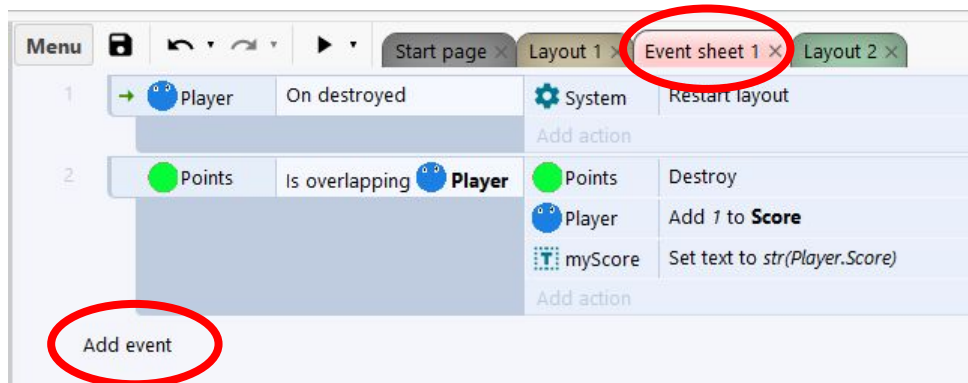 Menu Start page × Layout 1 × Event sheet 1 × Layout 2 ×
1 Player On destroyed System Restart layout
Add action
2 Points Is overlapping Player Points Destroy
Player Add 1 to Score
T myScore Set text to str(Player.Score)
Add action
Add event